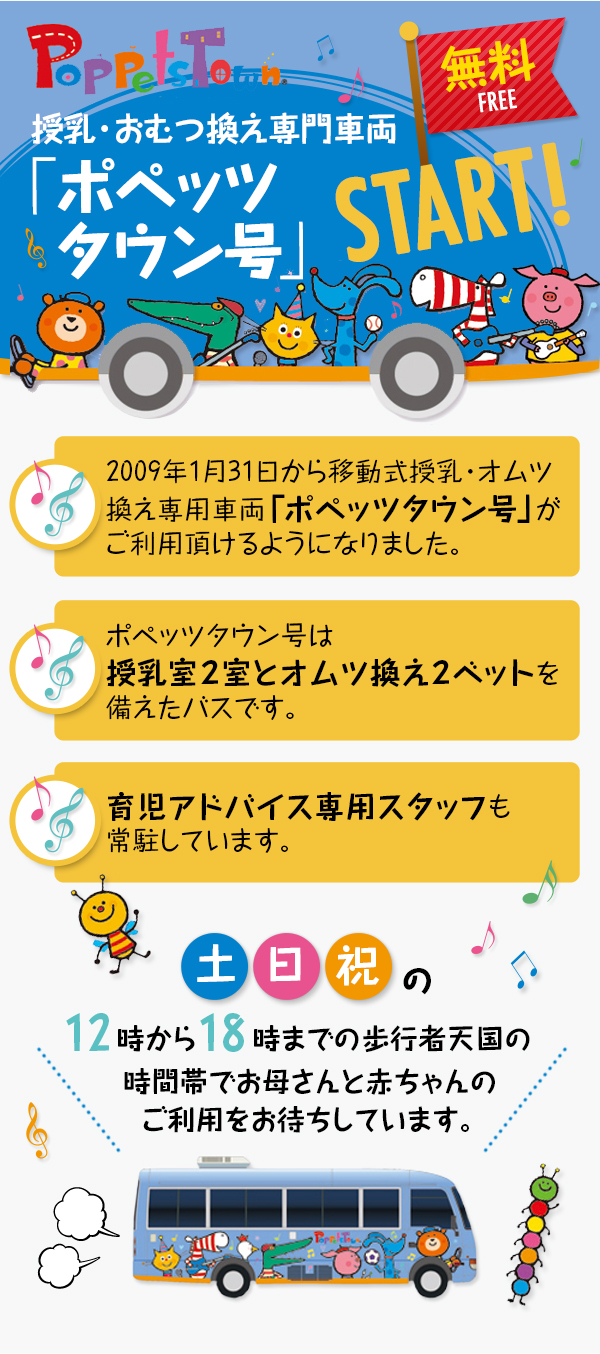 PoppetsTown®
無料
FREE
授乳・おむつ換え専門車両
「ポペッツ
タウン号」
START!
2009年1月31日から移動式授乳・オムツ
換え専用車両「ポペッツタウン号」が
ご利用頂けるようになりました。
ポペッツタウン号は
授乳室2室とオムツ換え2ベットを
備えたバスです。
育児アドバイス専用スタッフも
常駐しています。
土日祝の
12時から18時までの歩行者天国の
時間帯でお母さんと赤ちゃんの
ご利用をお待ちしています。
PoppetsTown